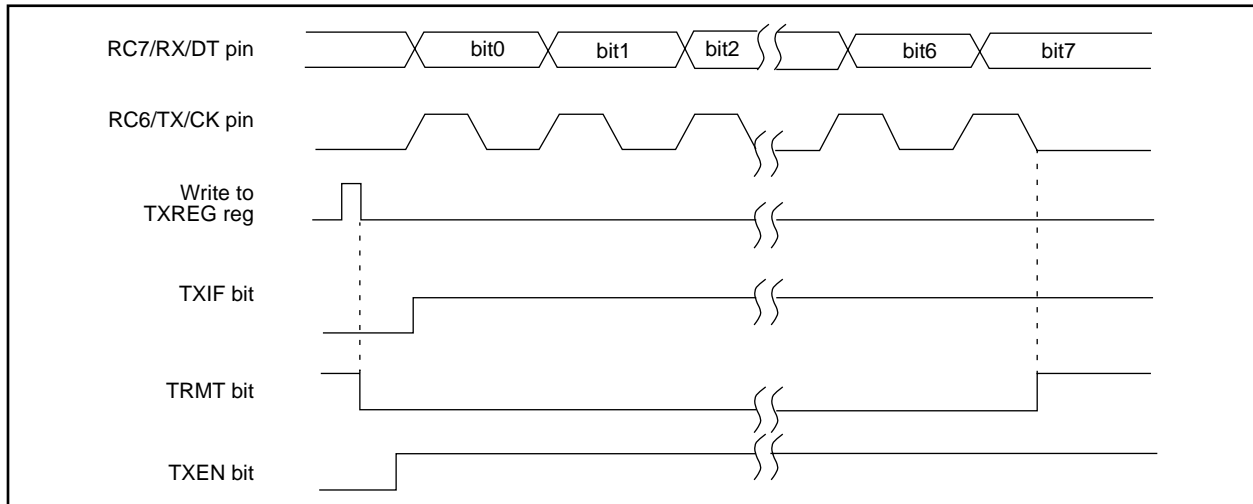 RC7/RX/DT pin
bit0 bit1 bit2 bit6 bit7
RC6/TX/CK pin
Write to
TXREG reg
TXIF bit
TRMT bit
TXEN bit